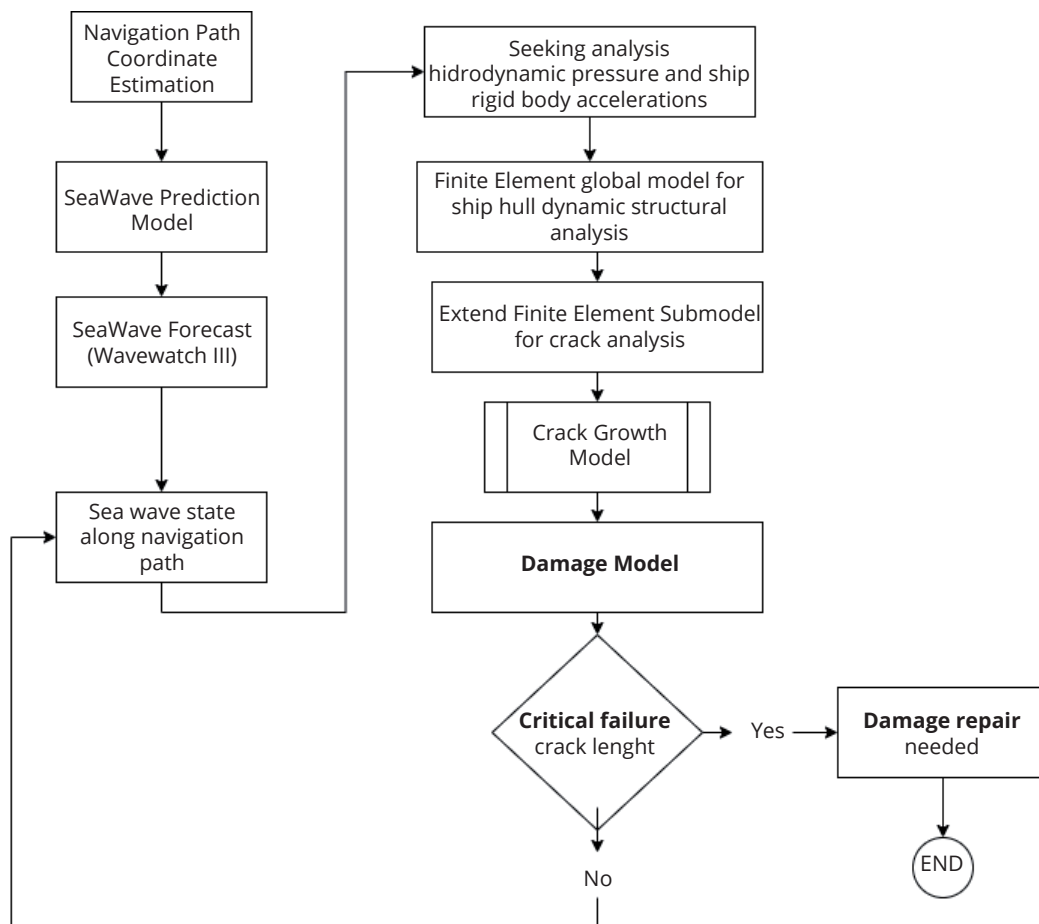 Navigation Path
Coordinate
Estimation
SeaWave Prediction
Model
SeaWave Forecast
(Wavewatch III)
Sea wave state
along navigation
path
Seeking analysis
hidrodynamic pressure and ship
rigid body accelerations
Finite Element global model for
ship hull dynamic structural
analysis
Extend Finite Element Submodel
for crack analysis
Crack Growth
Model
Damage Model
Critical failure
crack lenght
Yes
Damage repair
needed
END
No